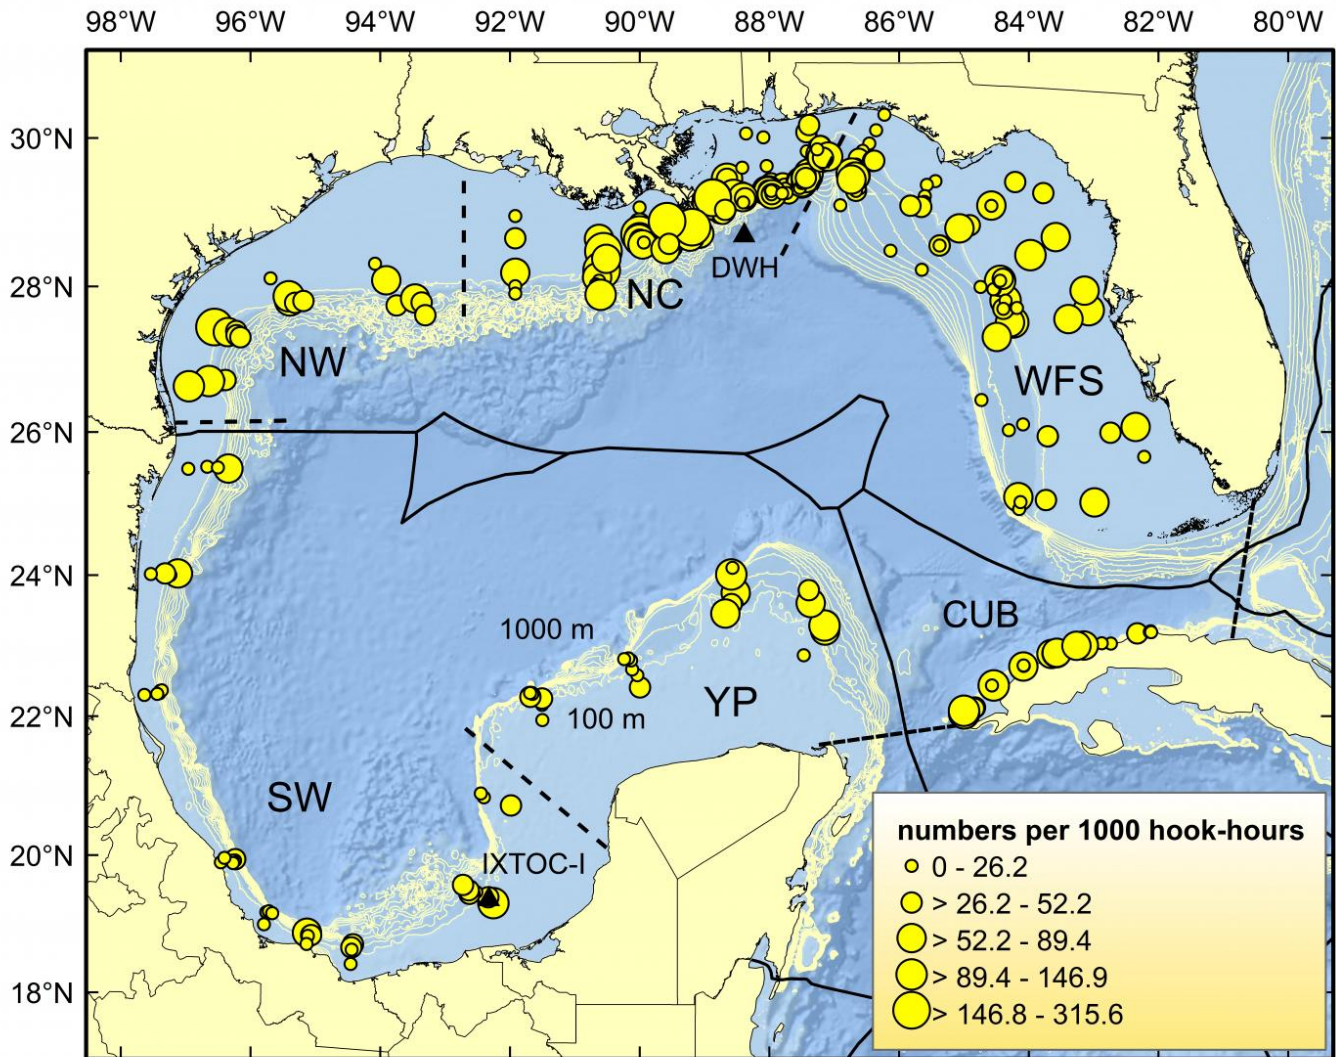 98°W 96°W 94°W 92°W 90°W 88°W 86°W 84°W 82°W 80°W
30°N
DWH
28°N
NC
NW
WFS
26°N
24°N
CUB
1000 m
YP
22°N
100 m
SW
numbers per 1000 hook-hours
20°N
IXTOC-I
0 - 26.2
> 26.2 - 52.2
> 52.2 - 89.4
> 89.4 - 146.9
18°N
> 146.8 - 315.6